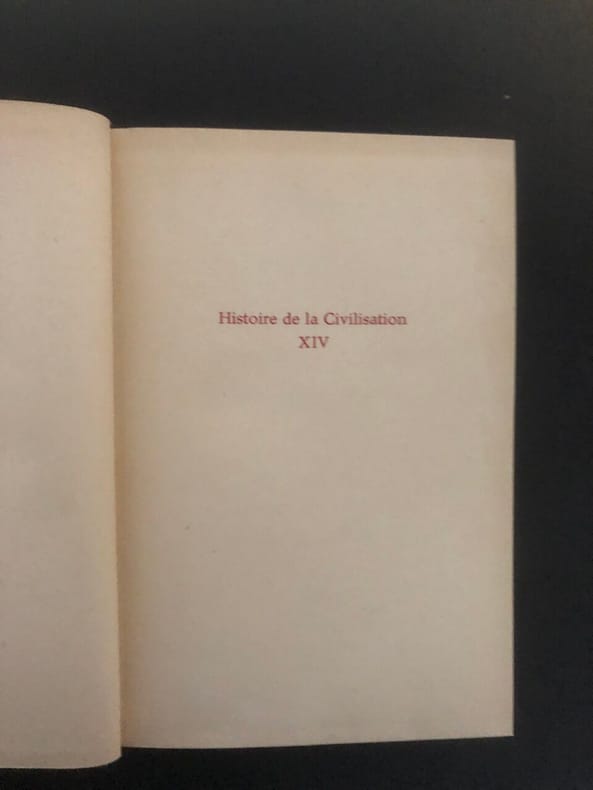 Histoire de la Civilisation
XIV